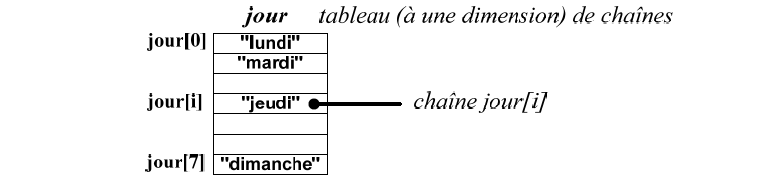 jour tableau (à une dimension) de chaînes
jour[0] "lundi"
"mardi"
jour[i] "jeudi" chaîne jour[i]
jour[7] "dimanche"